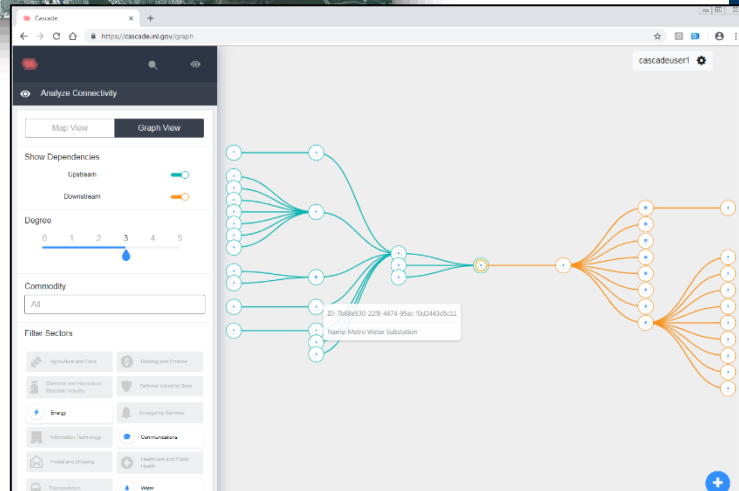 Cascade
https://cascade.inl.gov/graph
cascadeuser1
Analyze Connectivity
Map View
Graph View
Show Dependencies
Upstream
Downstream
Degree
0 1 2 3 4 5
Commodity
All
ID: 7b88e530-22f8-4474-95ac-f0d3443d5c11
Name: Metro Water Substation
Filter Sectors
Agriculture and Food
Banking and Finance
Chemical and Hazardous
Materials Industry
Defense Industrial Base
Energy
Emergency Services
Information Technology
Communications
Postal and Shipping
Healthcare and Public
Health
Transportation
Water